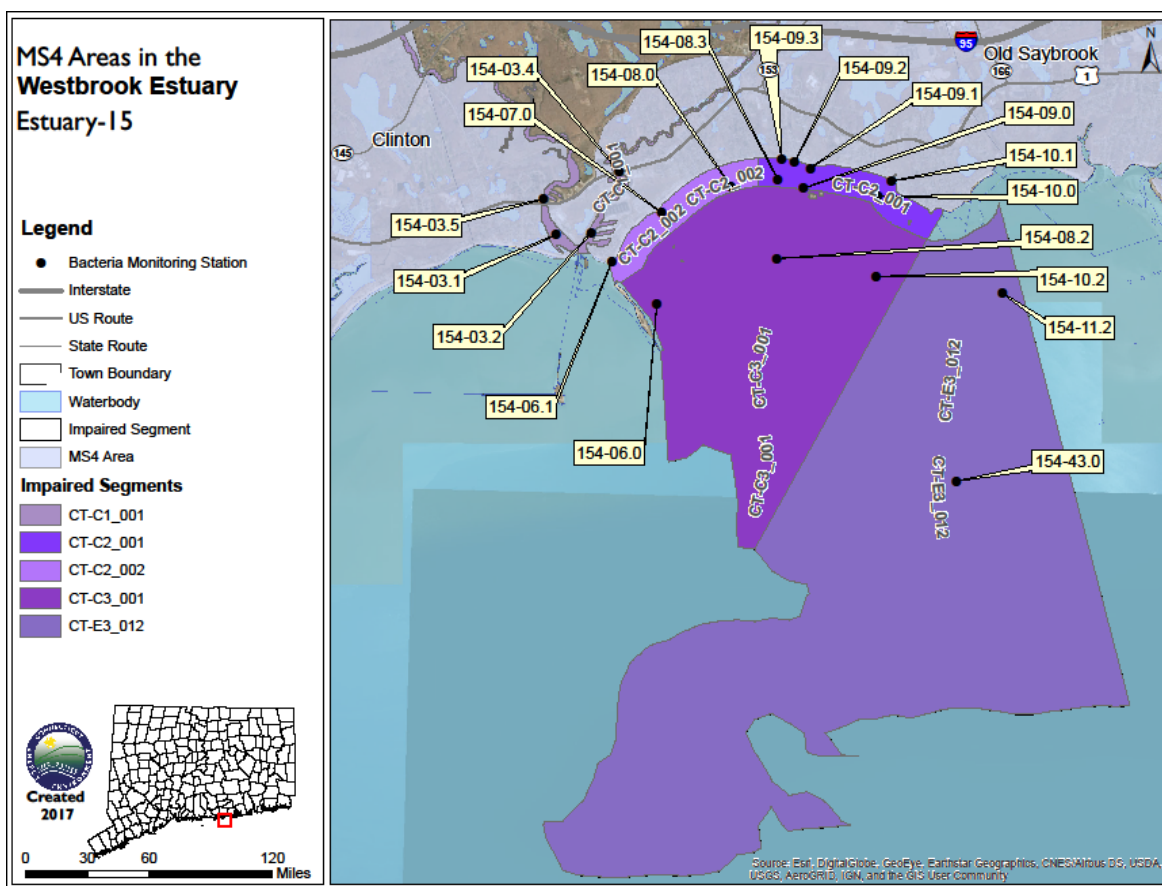 MS4 Areas in the
Westbrook Estuary
Estuary-15
Legend
Bacteria Monitoring Station
Interstate
US Route
State Route
Town Boundary
Waterbody
Impaired Segment
MS4 Area
Impaired Segments
CT-C1_001
CT-C2_001
CT-C2_002
CT-C3_001
CT-E3_012
Created
2017
0 30 60 120
Miles
154-08.3
154-09.3
95
Old Saybrook
N
154-03.4
154-08.0
153
154-09.2
166
1
154-07.0
154-09.1
Clinton
154-09.0
145
154-10.1
CT-C2_002
CT-C2_001
154-10.0
154-03.5
CT-C2_002
154-08.2
154-03.1
154-10.2
154-03.2
154-11.2
CT-C3_001
CT-E3_012
154-06.1
154-06.0
154-43.0
CT-C3_001
CT-E3_012
Source: Esri, DigitalGlobe, GeoEye, Earthstar Geographics, CNES/Airbus DS, USDA,
USGS, AeroGRID, IGN, and the GIS User Community